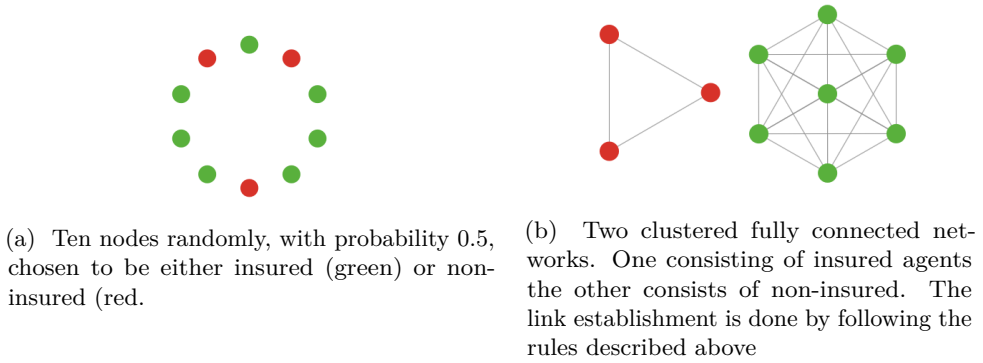 (a) Ten nodes randomly, with probability 0.5,
chosen to be either insured (green) or non-
insured (red.
(b) Two clustered fully connected net-
works. One consisting of insured agents
the other consists of non-insured. The
link establishment is done by following the
rules described above